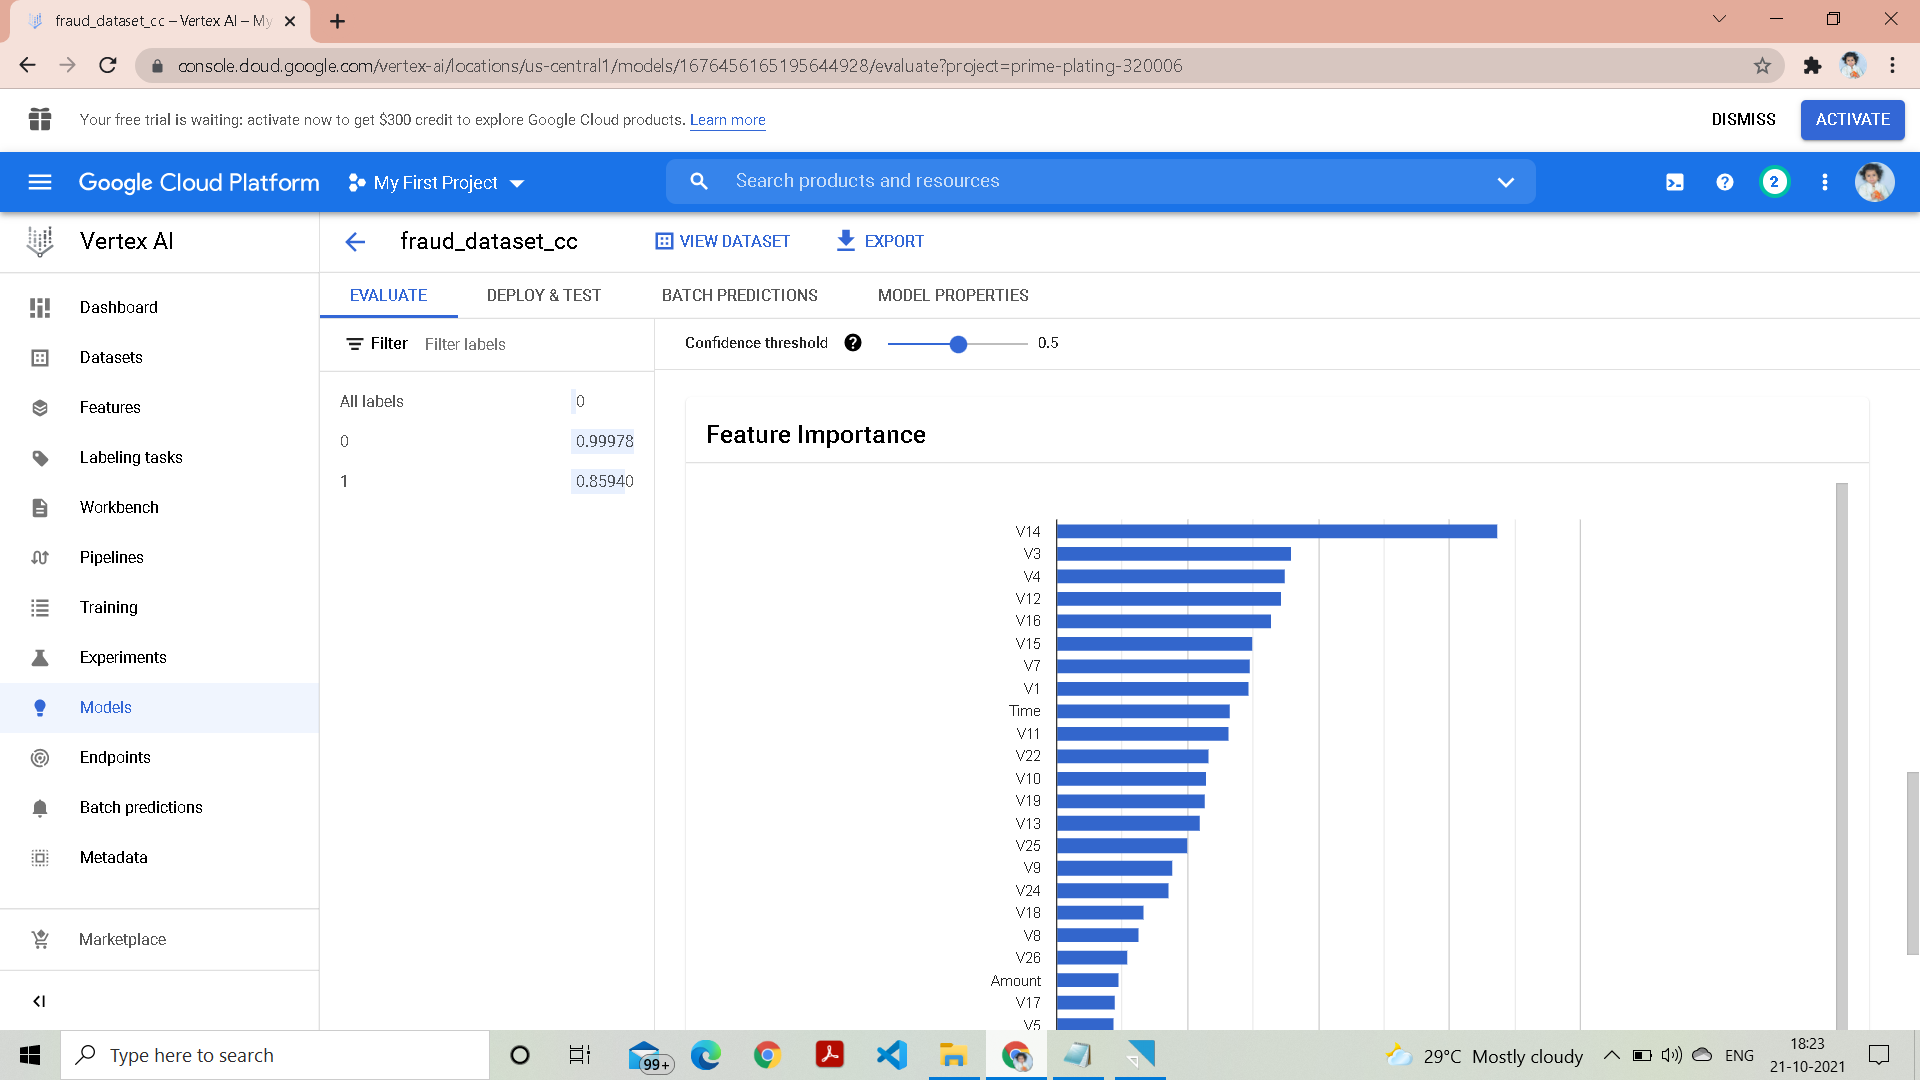 fraud_dataset_cc – Vertex AI – My
console.cloud.google.com/vertex-ai/locations/us-central1/models/1676456165195644928/evaluate?project=prime-plating-320006
Your free trial is waiting: activate now to get $300 credit to explore Google Cloud products. Learn more
DISMISS
ACTIVATE
Google Cloud Platform
My First Project
Search products and resources
2
Vertex AI
fraud_dataset_cc
VIEW DATASET
EXPORT
Dashboard
Datasets
Features
Labeling tasks
Workbench
Pipelines
Training
Experiments
Models
Endpoints
Batch predictions
Metadata
Marketplace
EVALUATE
DEPLOY & TEST
BATCH PREDICTIONS
MODEL PROPERTIES
Filter Filter labels
All labels 0
0 0.99978
1 0.85940
Confidence threshold 0.5
Feature Importance
V14
V3
V4
V12
V16
V15
V7
V1
Time
V11
V22
V10
V19
V13
V25
V9
V24
V18
V8
V26
Amount
V17
V5
Type here to search
99+
29°C Mostly cloudy
ENG
18:23
21-10-2021